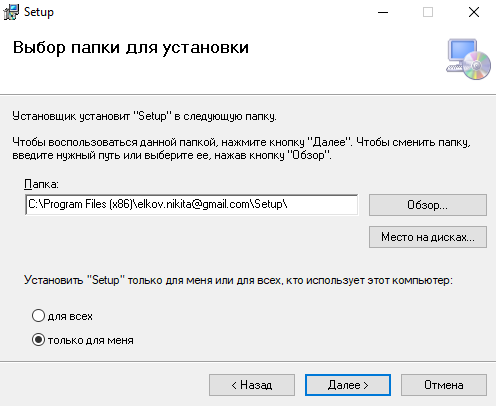 Setup
Выбор папки для установки
Установщик установит "Setup" в следующую папку.
Чтобы воспользоваться данной папкой, нажмите кнопку "Далее". Чтобы сменить папку,
введите нужный путь или выберите ее, нажав кнопку "Обзор".
Папка:
C:\Program Files (x86)\elkov.nikita@gmail.com\Setup\
Обзор...
Место на дисках...
Установить "Setup" только для меня или для всех, кто использует этот компьютер:
для всех
только для меня
< Назад Далее > Отмена